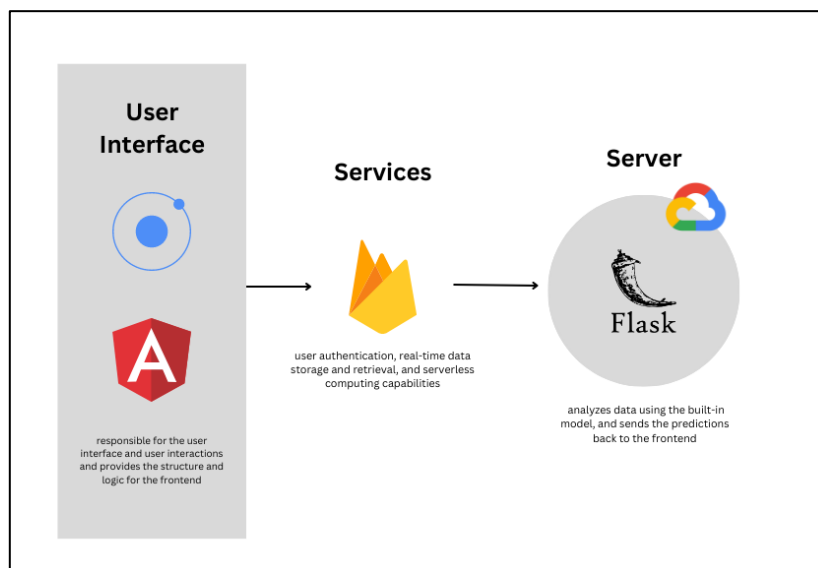 User
Interface
responsible for the user
interface and user interactions
and provides the structure and
logic for the frontend
Services
user authentication, real-time data
storage and retrieval, and serverless
computing capabilities
Server
Flask
analyzes data using the built-in
model, and sends the predictions
back to the frontend